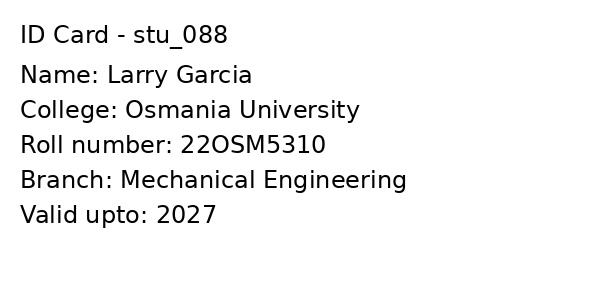 ID Card - stu_088
Name: Larry Garcia
College: Osmania University
Roll number: 22OSM5310
Branch: Mechanical Engineering
Valid upto: 2027